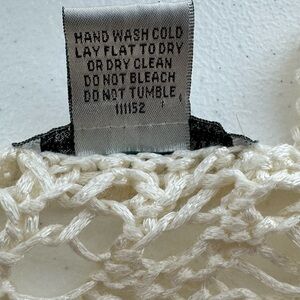 HAND WASH COLD
LAY FLAT TO DRY
OR DRY CLEAN
DO NOT BLEACH
DO NOT TUMBLE
111152